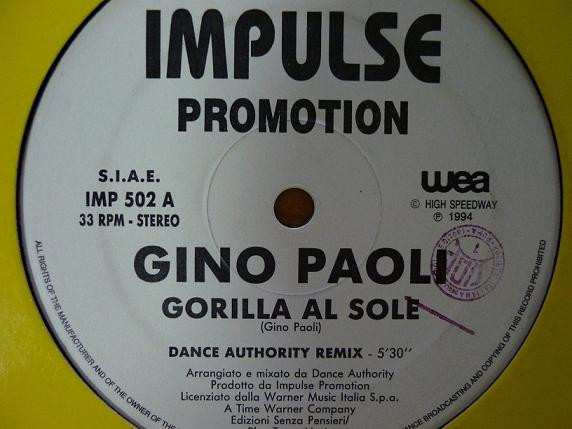 IMPULSE
PROMOTION
S.I.A.E.
IMP 502 A
33 RPM - STEREO
wea
© HIGH SPEEDWAY
℗ 1994
GINO PAOLI
GORILLA AL SOLE
(Gino Paoli)
DANCE AUTHORITY REMIX - 5'30''
Arrangiato e mixato da Dance Authority
Prodotto da Impulse Promotion
Licenziato dalla Warner Music Italia S.p.a.
A Time Warner Company
Edizioni Senza Pensieri/
ALL RIGHTS OF THE MANUFACTURER AND OF THE OWNER OF THE
BROADCASTING AND COPYING OF THIS RECORD PROHIBITED